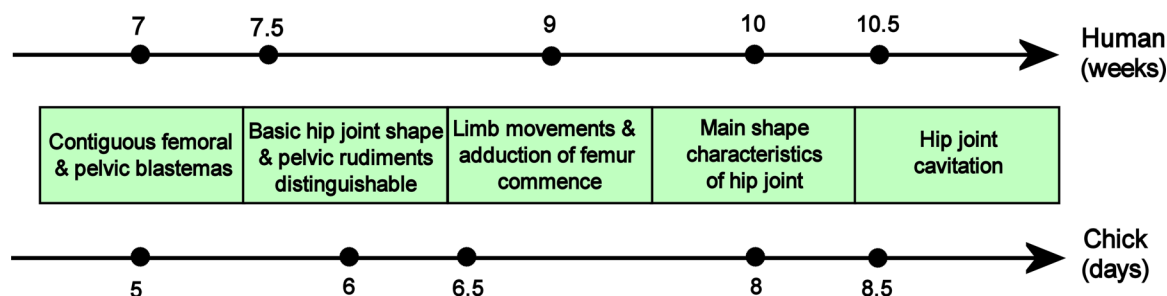 7
7.5
9
10
10.5
Human
(weeks)
Contiguous femoral
& pelvic blastemas
Basic hip joint shape
& pelvic rudiments
distinguishable
Limb movements &
adduction of femur
commence
Main shape
characteristics
of hip joint
Hip joint
cavitation
5
6
6.5
8
8.5
Chick
(days)